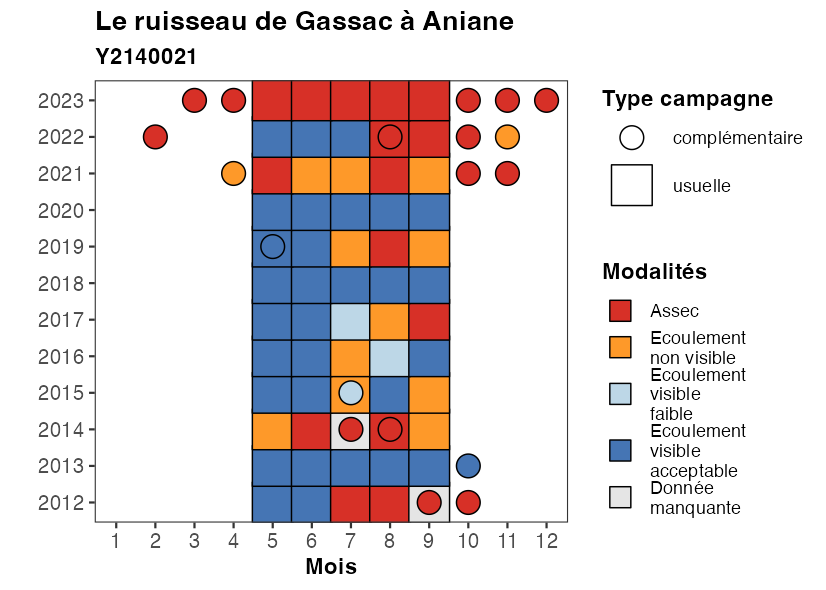 Le ruisseau de Gassac à Aniane
Y2140021
2023
2022
2021
2020
2019
2018
2017
2016
2015
2014
2013
2012
1 2 3 4 5 6 7 8 9 10 11 12
Mois
Type campagne
complémentaire
usuelle
Modalités
Assec
Ecoulement
non visible
Ecoulement
visible
faible
Ecoulement
visible
acceptable
Donnée
manquante